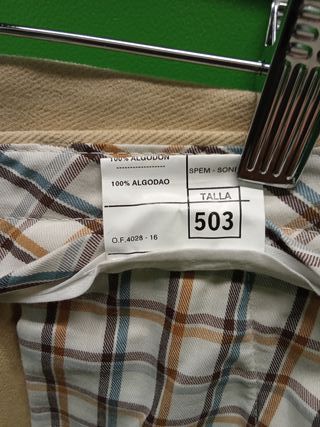 100% ALGODON
100% ALGODAO
O.F.4028 - 16
SPEM - SONI
TALLA
503